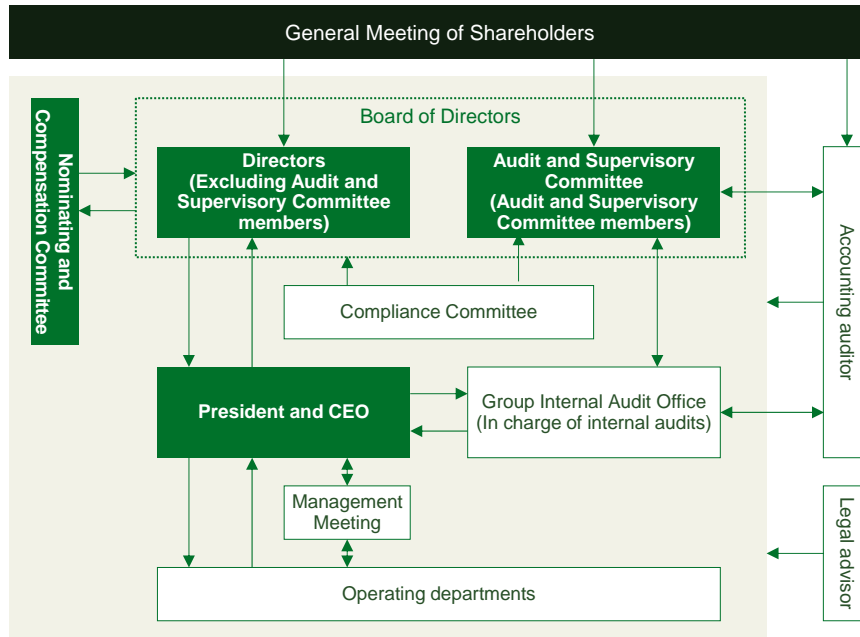 General Meeting of Shareholders
Board of Directors
Nominating and
Compensation Committee
Directors
(Excluding Audit and
Supervisory Committee
members)
Audit and Supervisory
Committee
(Audit and Supervisory
Committee members)
Accounting auditor
Compliance Committee
President and CEO
Group Internal Audit Office
(In charge of internal audits)
Management
Meeting
Legal advisor
Operating departments